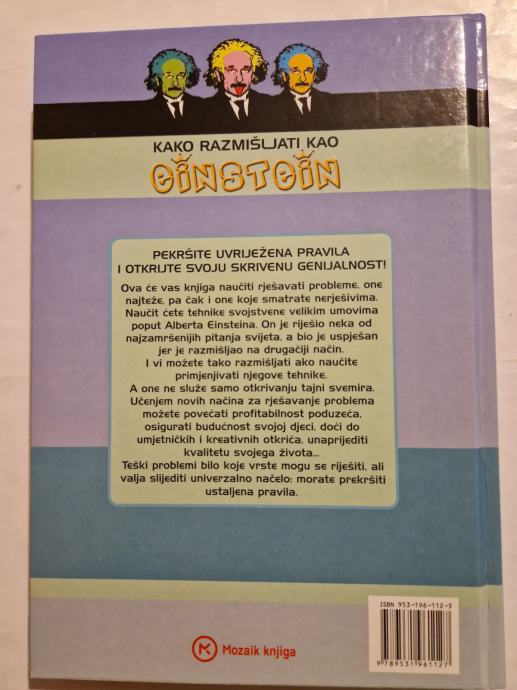 KAKO RAZMIŠLJATI KAO
EINSTEIN
PEKRŠITE UVRIJEŽENA PRAVILA
I OTKRIJTE SVOJU SKRIVENU GENIJALNOST!
Ova će vas knjiga naučiti rješavati probleme, one
najteže, pa čak i one koje smatrate nerješivima.
Naučit ćete tehnike svojstvene velikim umovima
poput Alberta Einsteina. On je riješio neka od
najzamršenijih pitanja svijeta, a bio je uspješan
jer je razmišljao na drugačiji način.
I vi možete tako razmišljati ako naučite
primjenjivati njegove tehnike.
A one ne služe samo otkrivanju tajni svemira.
Učenjem novih načina za rješavanje problema
možete povećati profitabilnost poduzeća,
osigurati budućnost svojoj djeci, doći do
umjetničkih i kreativnih otkrića, unaprijediti
kvalitetu svojega života...
Teški problemi bilo koje vrste mogu se riješiti, ali
valja slijediti univerzalno načelo: morate prekršiti
ustaljena pravila.
ISBN 953-196-112-3
9 789531 961127
Mozaik knjiga